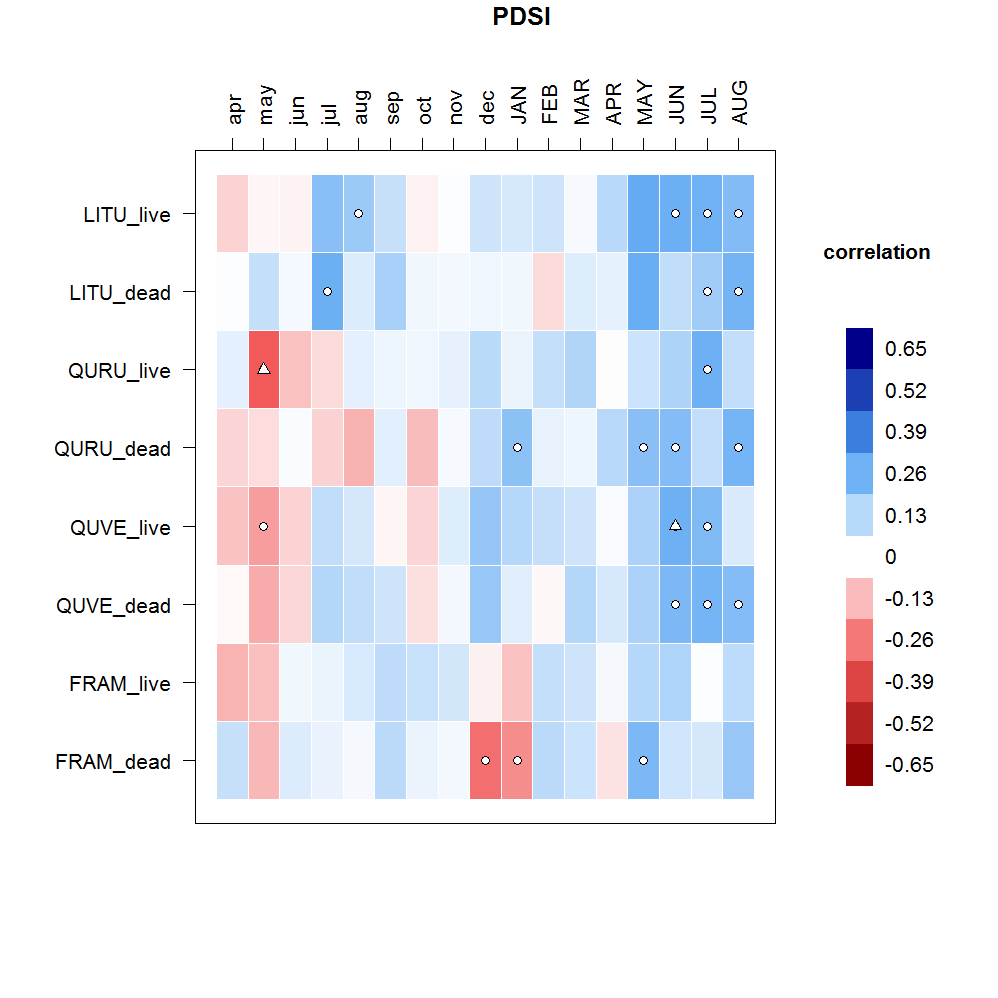 PDSI
apr may jun jul aug sep oct nov dec JAN FEB MAR APR MAY JUN JUL AUG
LITU_live
LITU_dead
QURU_live
QURU_dead
QUVE_live
QUVE_dead
FRAM_live
FRAM_dead
correlation
0.65
0.52
0.39
0.26
0.13
0
-0.13
-0.26
-0.39
-0.52
-0.65